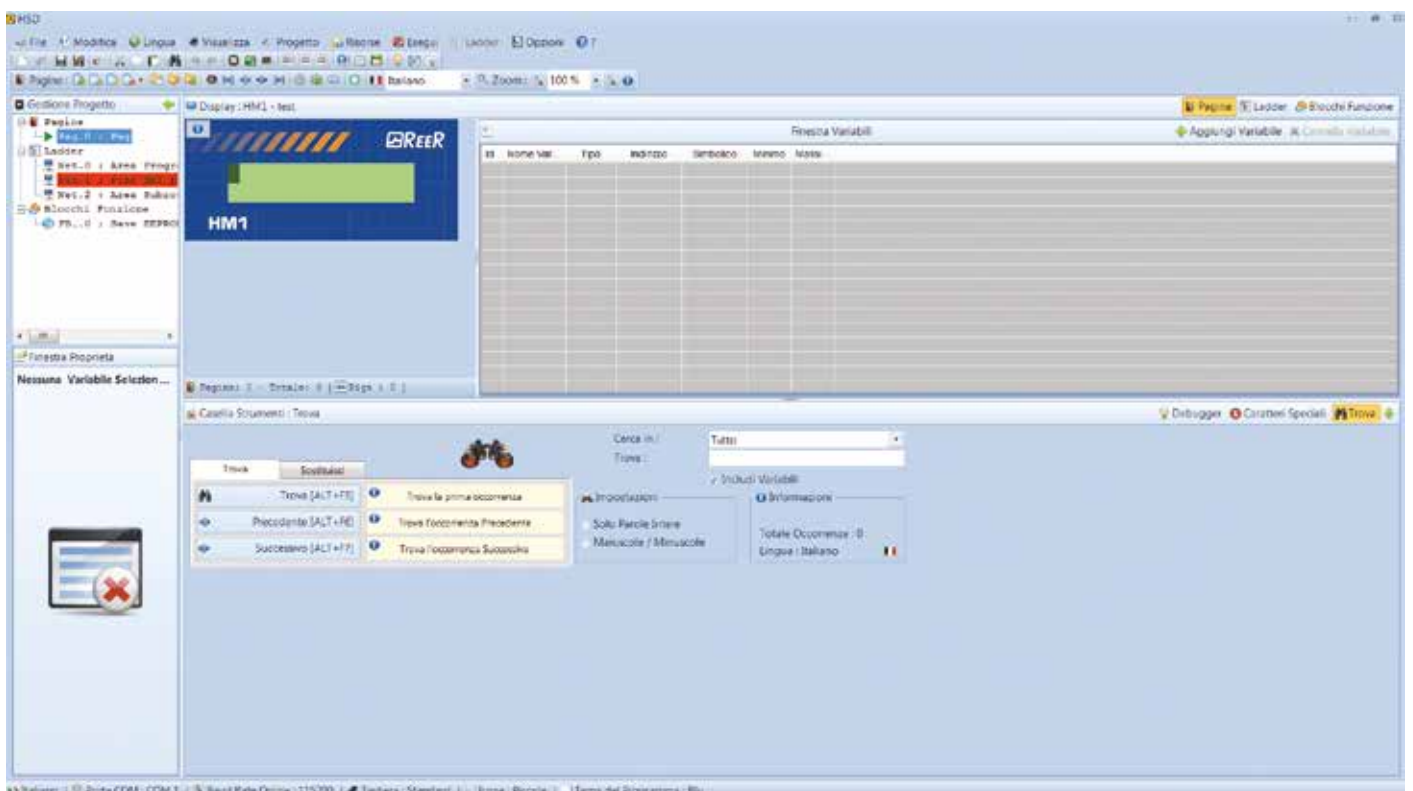 HSD
File Modifica Lingua Visualizza Progetto Risorse Esegui Ladder Opzioni ?
Pagine: Italiano Zoom: 100 %
Gestione Progetto
Display : HM1 - test
Pagine Ladder Blocchi Funzione
Pagine
Ladder
Net.0 : Area Progr
Net.2 : Area Subro
Blocchi Funzione
FB..0 : Save EEPRO
REER
HM1
Finestra Variabili
Aggiungi Variabile
Id Nome Var... Tipo Indirizzo Simbolico Minimo
Finestra Proprietà
Nessuna Variabile Selezion...
Casella Strumenti : Trova
Debugger Caratteri Speciali Trova
Trova Sostituisci
Cerca in : Tutto
Trova :
Includi Variabili
Trova [ALT+F5] Trova la prima occorrenza
Precedente [ALT+F6] Trova l'occorrenza Precedente
Successivo [ALT+F7] Trova l'occorrenza Successiva
Impostazioni
Solo Parole Intere
Maiuscole / Minuscole
Informazioni
Totale Occorrenze : 0
Lingua : Italiano